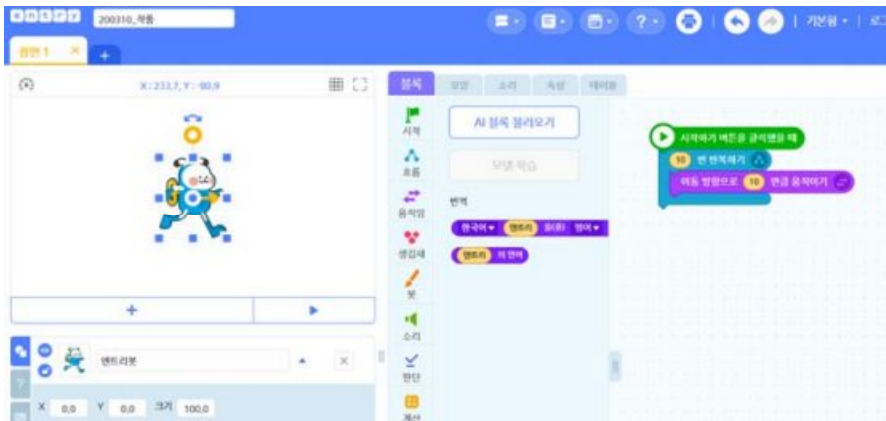 entry
200310_작품
기본형
장면 1
X : 233.7, Y : -80.9
블록
모양
소리
속성
테이블
시작
흐름
움직임
생김새
붓
소리
판단
계산
AI 블록 불러오기
모델 학습
번역
한국어 엔트리 을(를) 영어
엔트리 의 언어
시작하기 버튼을 클릭했을 때
10 번 반복하기
이동 방향으로 10 만큼 움직이기
엔트리봇
X 0.0 Y 0.0 크기 100.0